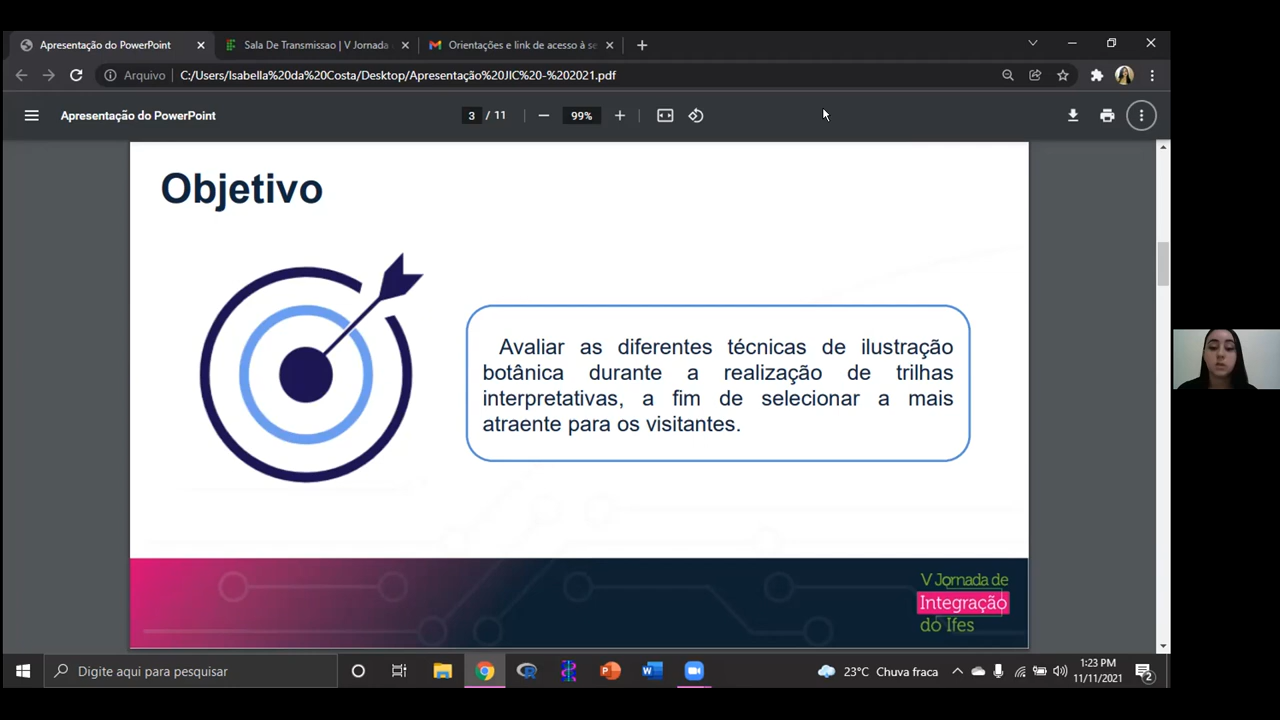 Apresentação do PowerPoint
Sala De Transmissao | V Jornada
Orientações e link de acesso à se
Arquivo C:/Users/Isabella%20da%20Costa/Desktop/Apresentação%20JIC%20-%202021.pdf
Apresentação do PowerPoint 3 / 11 99%
Objetivo
Avaliar as diferentes técnicas de ilustração
botânica durante a realização de trilhas
interpretativas, a fim de selecionar a mais
atraente para os visitantes.
V Jornada de
Integração
do Ifes
Digite aqui para pesquisar
23°C Chuva fraca
1:23 PM
11/11/2021
2